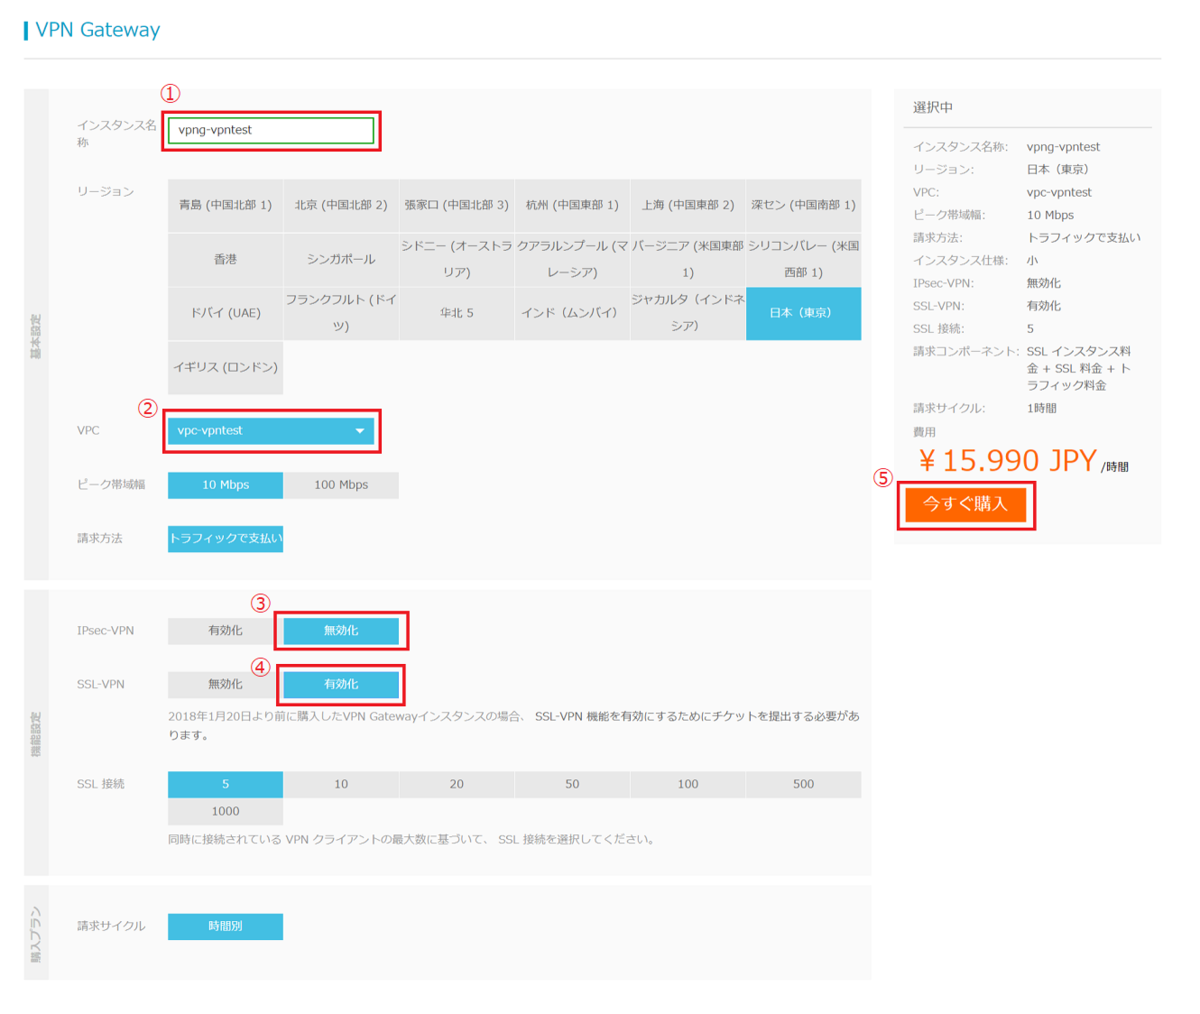 VPN Gateway
①
インスタンス名
称
vpng-vpntest
リージョン
青島 (中国北部 1)
北京 (中国北部 2)
張家口 (中国北部 3)
杭州 (中国東部 1)
上海 (中国東部 2)
深セン (中国南部 1)
香港
シンガポール
シドニー (オーストラ
リア)
クアラルンプール (マ
レーシア)
バージニア (米国東部
1)
シリコンバレー (米国
西部 1)
ドバイ (UAE)
フランクフルト (ドイ
ツ)
华北 5
インド（ムンバイ）
ジャカルタ（インドネ
シア）
日本（東京）
イギリス (ロンドン)
基本設定
②
VPC
vpc-vpntest
ピーク帯域幅
10 Mbps
100 Mbps
請求方法
トラフィックで支払い
③
IPsec-VPN
有効化
無効化
④
SSL-VPN
無効化
有効化
2018年1月20日より前に購入したVPN Gatewayインスタンスの場合、 SSL-VPN 機能を有効にするためにチケットを提出する必要があ
ります。
機能設定
SSL 接続
5
10
20
50
100
500
1000
同時に接続されている VPN クライアントの最大数に基づいて、 SSL 接続を選択してください。
購入プラン
請求サイクル
時間別
選択中
インスタンス名称: vpng-vpntest
リージョン: 日本（東京）
VPC: vpc-vpntest
ピーク帯域幅: 10 Mbps
請求方法: トラフィックで支払い
インスタンス仕様: 小
IPsec-VPN: 無効化
SSL-VPN: 有効化
SSL 接続: 5
請求コンポーネント: SSL インスタンス料
金 + SSL 料金 + ト
ラフィック料金
請求サイクル: 1時間
費用
¥ 15.990 JPY /時間
⑤
今すぐ購入